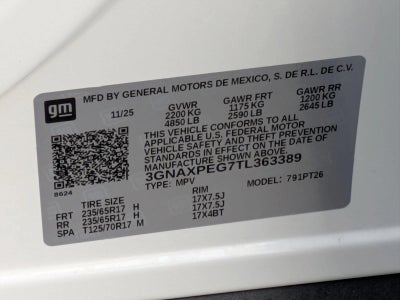 gm
MFD BY GENERAL MOTORS DE MEXICO, S. DE R.L. DE C.V.
11/25 GVWR GAWR FRT GAWR RR
2200 KG 1175 KG 1200 KG
4850 LB 2590 LB 2645 LB
THIS VEHICLE CONFORMS TO ALL
APPLICABLE U.S. FEDERAL MOTOR
VEHICLE SAFETY AND THEFT PREVENTION
STANDARDS IN EFFECT ON THE DATE OF
MANUFACTURE SHOWN ABOVE.
3GNAXPEG7TL363389
8624
TYPE: MPV MODEL: 791PT26
TIRE SIZE RIM
FRT 235/65R17 H 17X7.5J
RR 235/65R17 H 17X7.5J
SPA T125/70R17 M 17X4BT